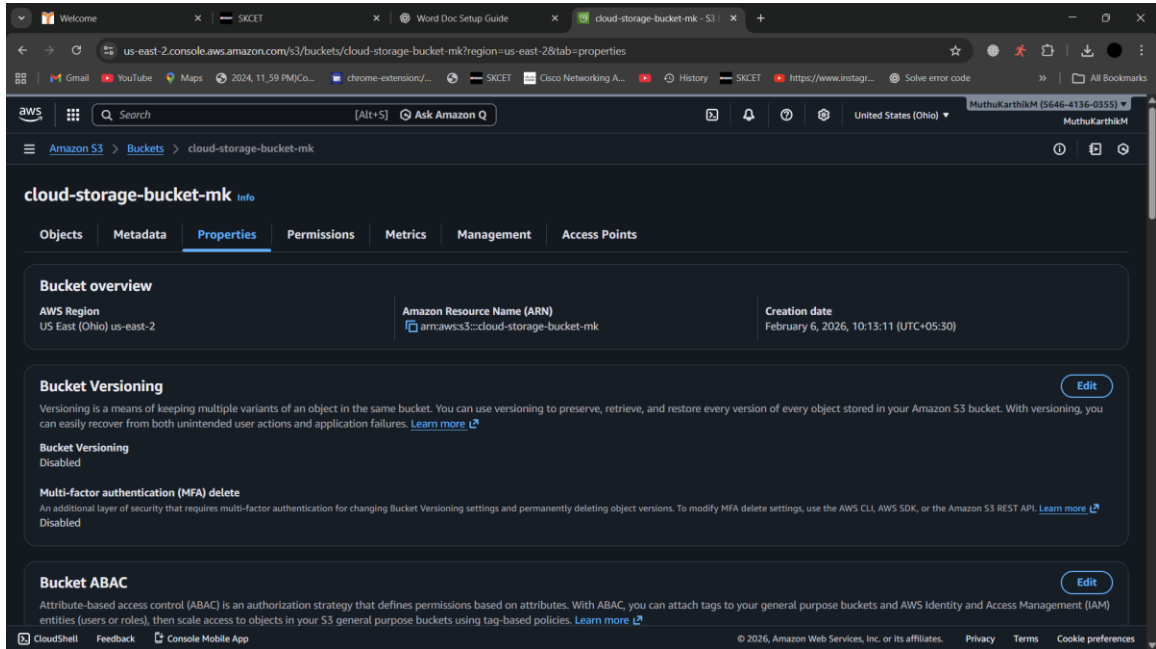 Welcome
SKCET
Word Doc Setup Guide
cloud-storage-bucket-mk - S3
us-east-2.console.aws.amazon.com/s3/buckets/cloud-storage-bucket-mk?region=us-east-2&tab=properties
Gmail YouTube Maps 2024, 11_59 PM)Co... chrome-extension:/... SKCET Cisco Networking A... History SKCET https://www.instagr... Solve error code » All Bookmarks
aws Search [Alt+S] Ask Amazon Q United States (Ohio) MuthuKarthikM (5646-4136-0355)
MuthuKarthikM
Amazon S3 > Buckets > cloud-storage-bucket-mk
cloud-storage-bucket-mk Info
Objects Metadata Properties Permissions Metrics Management Access Points
Bucket overview
AWS Region
US East (Ohio) us-east-2
Amazon Resource Name (ARN)
arn:aws:s3:::cloud-storage-bucket-mk
Creation date
February 6, 2026, 10:13:11 (UTC+05:30)
Bucket Versioning Edit
Versioning is a means of keeping multiple variants of an object in the same bucket. You can use versioning to preserve, retrieve, and restore every version of every object stored in your Amazon S3 bucket. With versioning, you
can easily recover from both unintended user actions and application failures. Learn more
Bucket Versioning
Disabled
Multi-factor authentication (MFA) delete
An additional layer of security that requires multi-factor authentication for changing Bucket Versioning settings and permanently deleting object versions. To modify MFA delete settings, use the AWS CLI, AWS SDK, or the Amazon S3 REST API. Learn more
Disabled
Bucket ABAC Edit
Attribute-based access control (ABAC) is an authorization strategy that defines permissions based on attributes. With ABAC, you can attach tags to your general purpose buckets and AWS Identity and Access Management (IAM)
entities (users or roles), then scale access to objects in your S3 general purpose buckets using tag-based policies. Learn more
CloudShell Feedback Console Mobile App © 2026, Amazon Web Services, Inc. or its affiliates. Privacy Terms Cookie preferences